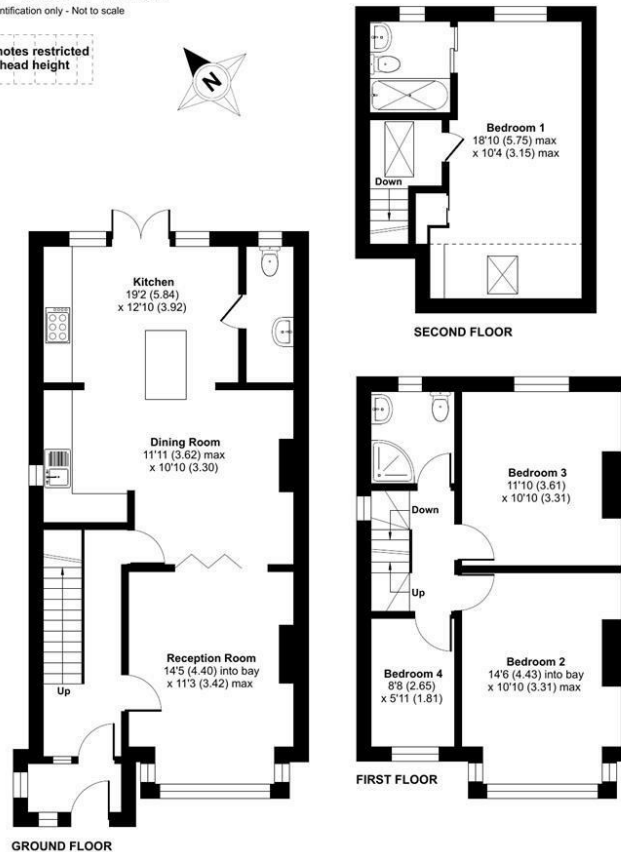 ntification only - Not to scale
notes restricted
head height
N
Bedroom 1
18'10 (5.75) max
x 10'4 (3.15) max
Down
SECOND FLOOR
Kitchen
19'2 (5.84)
x 12'10 (3.92)
Dining Room
11'11 (3.62) max
x 10'10 (3.30)
Reception Room
14'5 (4.40) into bay
x 11'3 (3.42) max
Up
GROUND FLOOR
Bedroom 3
11'10 (3.61)
x 10'10 (3.31)
Down
Up
Bedroom 4
8'8 (2.65)
x 5'11 (1.81)
Bedroom 2
14'6 (4.43) into bay
x 10'10 (3.31) max
FIRST FLOOR